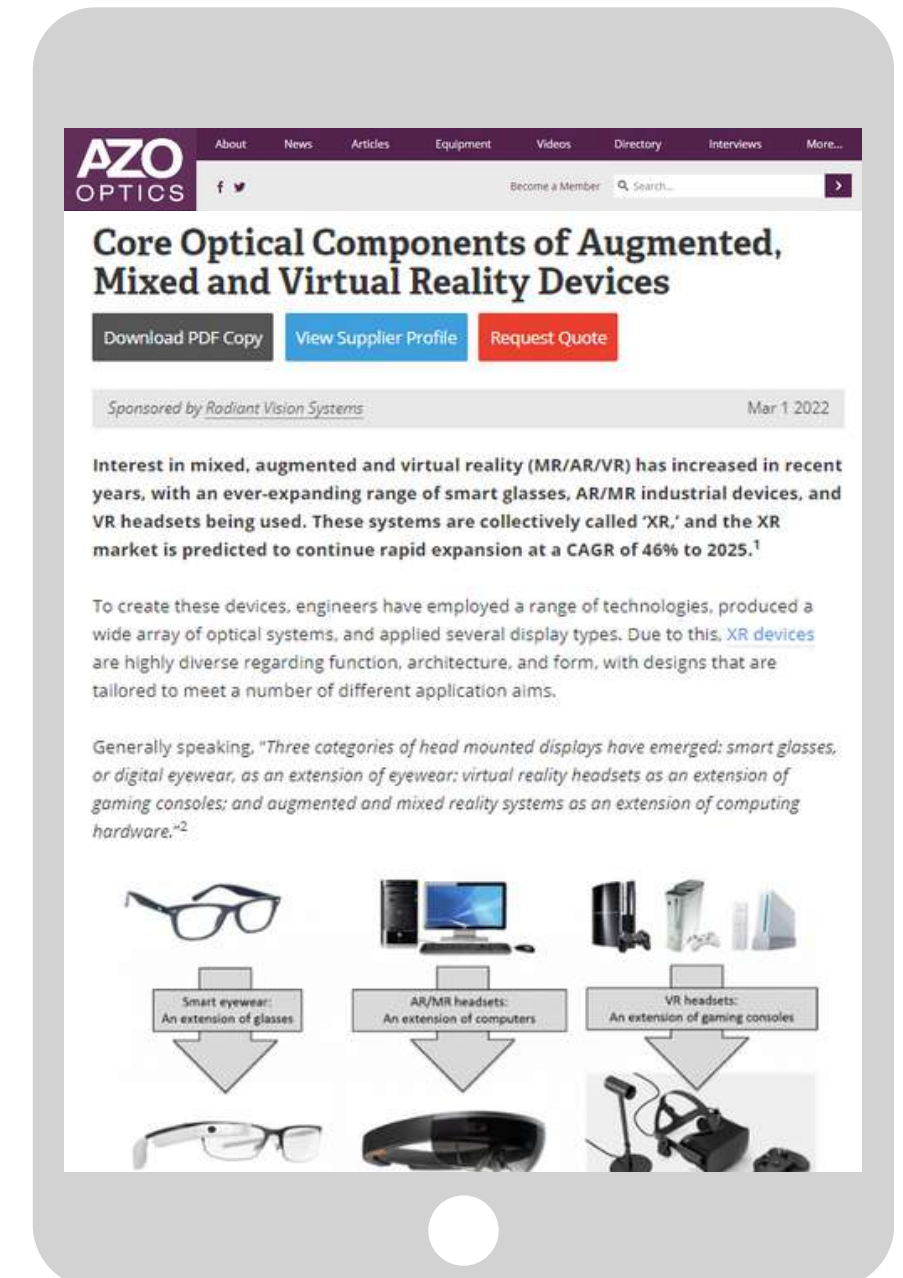 AZO
OPTICS
About News Articles Equipment Videos Directory Interviews More...
Become a Member Search...
Core Optical Components of Augmented,
Mixed and Virtual Reality Devices
Download PDF Copy View Supplier Profile Request Quote
Sponsored by Radiant Vision Systems Mar 1 2022
Interest in mixed, augmented and virtual reality (MR/AR/VR) has increased in recent
years, with an ever-expanding range of smart glasses, AR/MR industrial devices, and
VR headsets being used. These systems are collectively called ‘XR,’ and the XR
market is predicted to continue rapid expansion at a CAGR of 46% to 2025.¹
To create these devices, engineers have employed a range of technologies, produced a
wide array of optical systems, and applied several display types. Due to this, XR devices
are highly diverse regarding function, architecture, and form, with designs that are
tailored to meet a number of different application aims.
Generally speaking, “Three categories of head mounted displays have emerged: smart glasses,
or digital eyewear, as an extension of eyewear; virtual reality headsets as an extension of
gaming consoles; and augmented and mixed reality systems as an extension of computing
hardware.”²
Smart eyewear:
An extension of glasses
AR/MR headsets:
An extension of computers
VR headsets:
An extension of gaming consoles